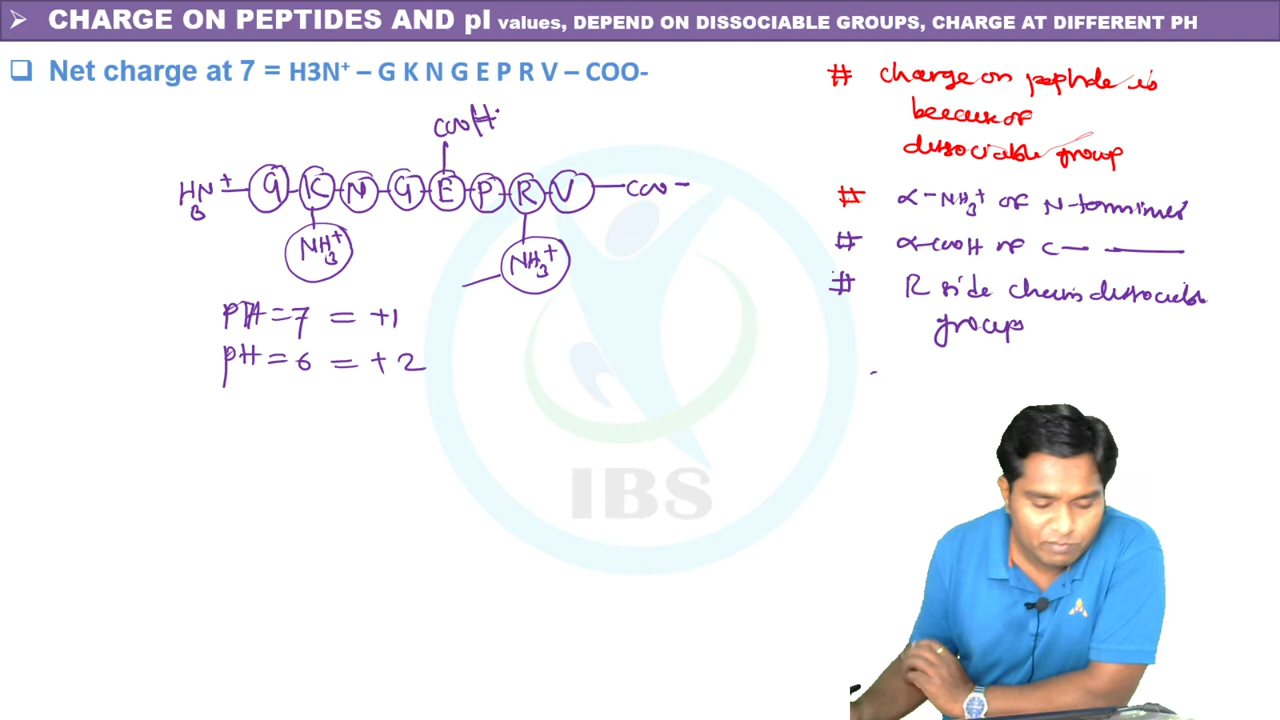 ➢ CHARGE ON PEPTIDES AND pI values, DEPEND ON DISSOCIABLE GROUPS, CHARGE AT DIFFERENT PH
❑ Net charge at 7 = H3N⁺ – G K N G E P R V – COO-
COOH
H₃N⁺ – G – K – N – G – E – P – R – V – COO⁻
NH₃⁺ NH₃⁺
PH = 7 = +1
PH = 6 = +2
# Charge on peptide is
because of
dissociable group
# α-NH₃⁺ of N-terminus
# α-COOH of C— ———
# R side chains dissociable
groups
IBS